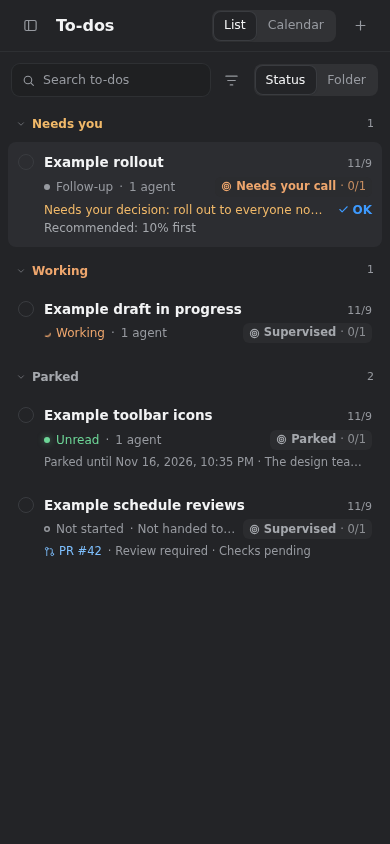 To-dos
List
Calendar
Search to-dos
Status
Folder
Needs you
1
Example rollout
11/9
Follow-up · 1 agent
Needs your call · 0/1
Needs your decision: roll out to everyone no...
OK
Recommended: 10% first
Working
1
Example draft in progress
11/9
Working · 1 agent
Supervised · 0/1
Parked
2
Example toolbar icons
11/9
Unread · 1 agent
Parked · 0/1
Parked until Nov 16, 2026, 10:35 PM · The design tea...
Example schedule reviews
11/9
Not started · Not handed to...
Supervised · 0/1
PR #42 · Review required · Checks pending